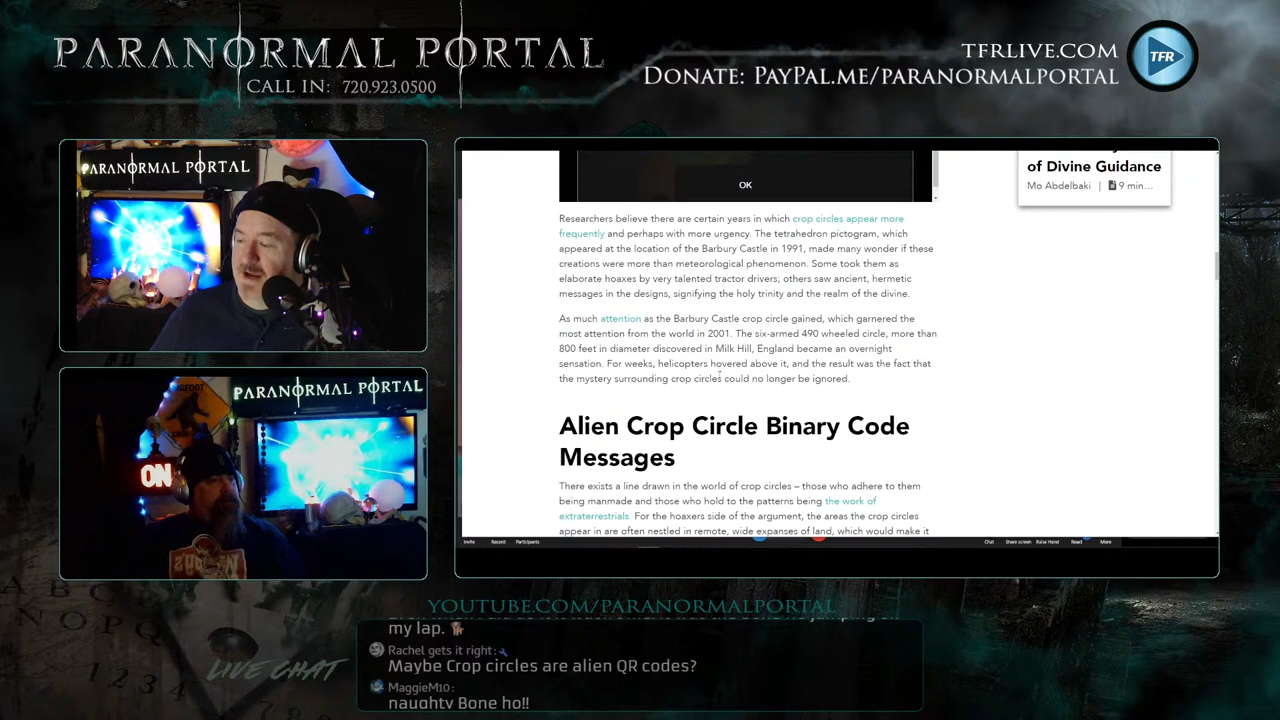 PARANORMAL PORTAL
CALL IN: 720.923.0500
TFRLIVE.COM
DONATE: PAYPAL.ME/PARANORMALPORTAL
TFR
PARANORMAL PORTAL
PARANORMAL PORTAL
BIGFOOT
ON
OK
of Divine Guidance
Mo Abdelbaki | 9 min...
Researchers believe there are certain years in which crop circles appear more
frequently and perhaps with more urgency. The tetrahedron pictogram, which
appeared at the location of the Barbury Castle in 1991, made many wonder if these
creations were more than meteorological phenomenon. Some took them as
elaborate hoaxes by very talented tractor drivers; others saw ancient, hermetic
messages in the designs, signifying the holy trinity and the realm of the divine.
As much attention as the Barbury Castle crop circle gained, which garnered the
most attention from the world in 2001. The six-armed 490 wheeled circle, more than
800 feet in diameter discovered in Milk Hill, England became an overnight
sensation. For weeks, helicopters hovered above it, and the result was the fact that
the mystery surrounding crop circles could no longer be ignored.
Alien Crop Circle Binary Code
Messages
There exists a line drawn in the world of crop circles – those who adhere to them
being manmade and those who hold to the patterns being the work of
extraterrestrials. For the hoaxers side of the argument, the areas the crop circles
appear in are often nestled in remote, wide expanses of land, which would make it
Invite Record Participants Chat Share screen Raise Hand React More
YOUTUBE.COM/PARANORMALPORTAL
LIVE CHAT
my lap.
Rachel gets it right:
Maybe Crop circles are alien QR codes?
MaggieM10:
naughty Bone ho!!